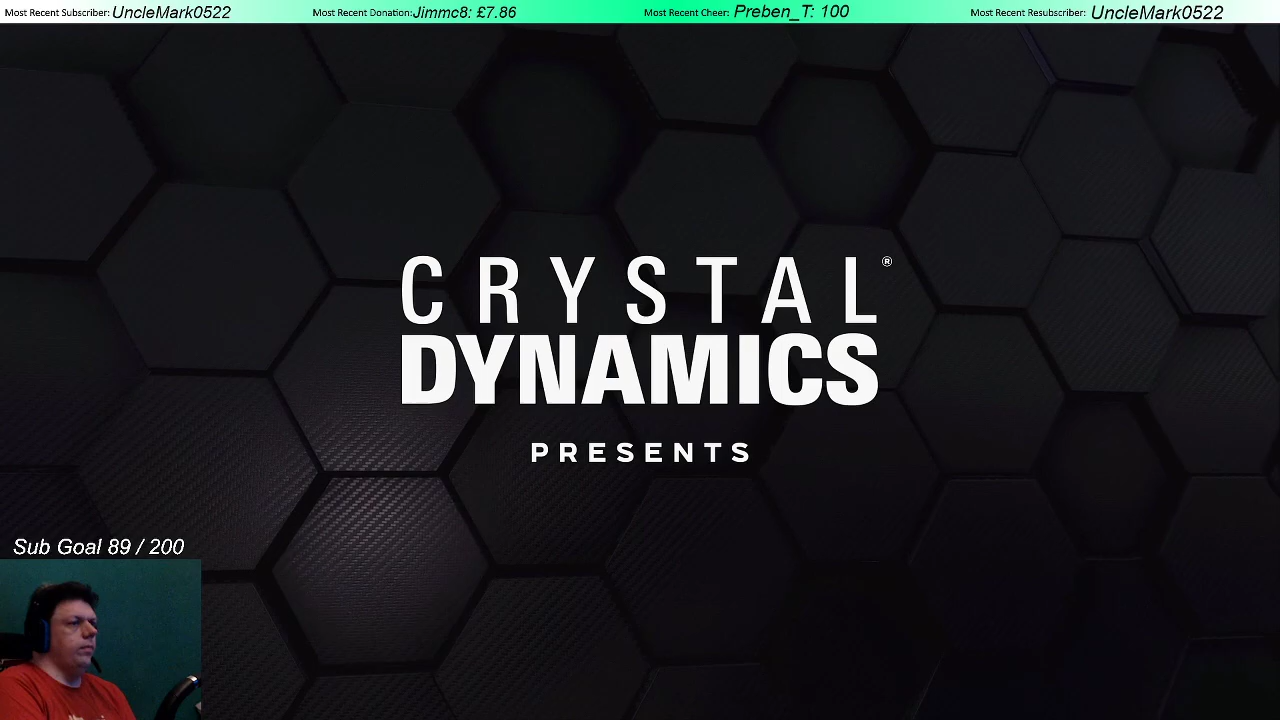 Most Recent Subscriber: UncleMark0522
Most Recent Donation: Jimmc8: £7.86
Most Recent Cheer: Preben_T: 100
Most Recent Resubscriber: UncleMark0522
CRYSTAL®
DYNAMICS
PRESENTS
Sub Goal 89 / 200